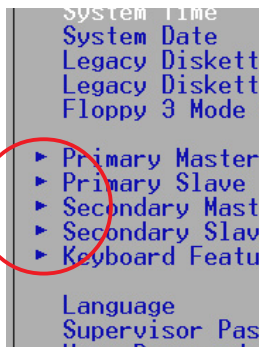 System Time
System Date
Legacy Diskett
Legacy Diskett
Floppy 3 Mode
Primary Master
Primary Slave
Secondary Mast
Secondary Slav
Keyboard Featu
Language
Supervisor Pas